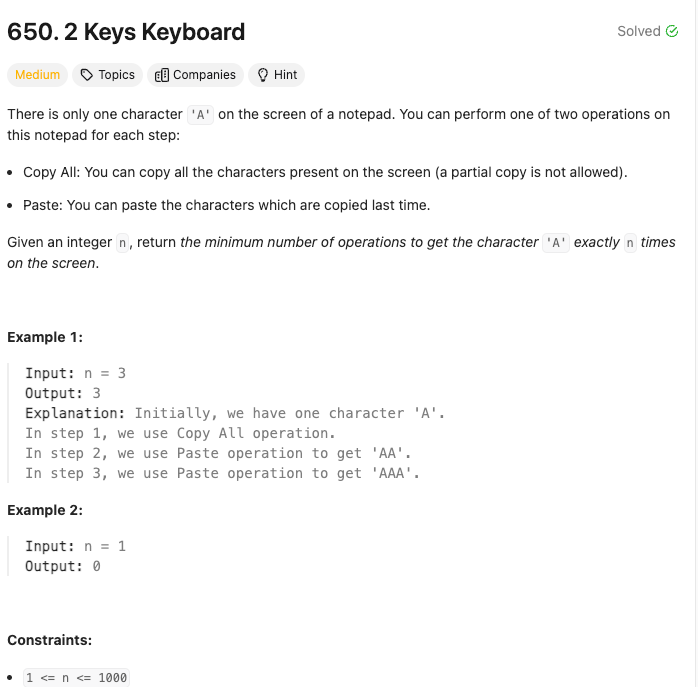 650. 2 Keys Keyboard
Solved
Medium Topics Companies Hint
There is only one character 'A' on the screen of a notepad. You can perform one of two operations on
this notepad for each step:
• Copy All: You can copy all the characters present on the screen (a partial copy is not allowed).
• Paste: You can paste the characters which are copied last time.
Given an integer n, return the minimum number of operations to get the character 'A' exactly n times
on the screen.
Example 1:
Input: n = 3
Output: 3
Explanation: Initially, we have one character 'A'.
In step 1, we use Copy All operation.
In step 2, we use Paste operation to get 'AA'.
In step 3, we use Paste operation to get 'AAA'.
Example 2:
Input: n = 1
Output: 0
Constraints:
• 1 <= n <= 1000